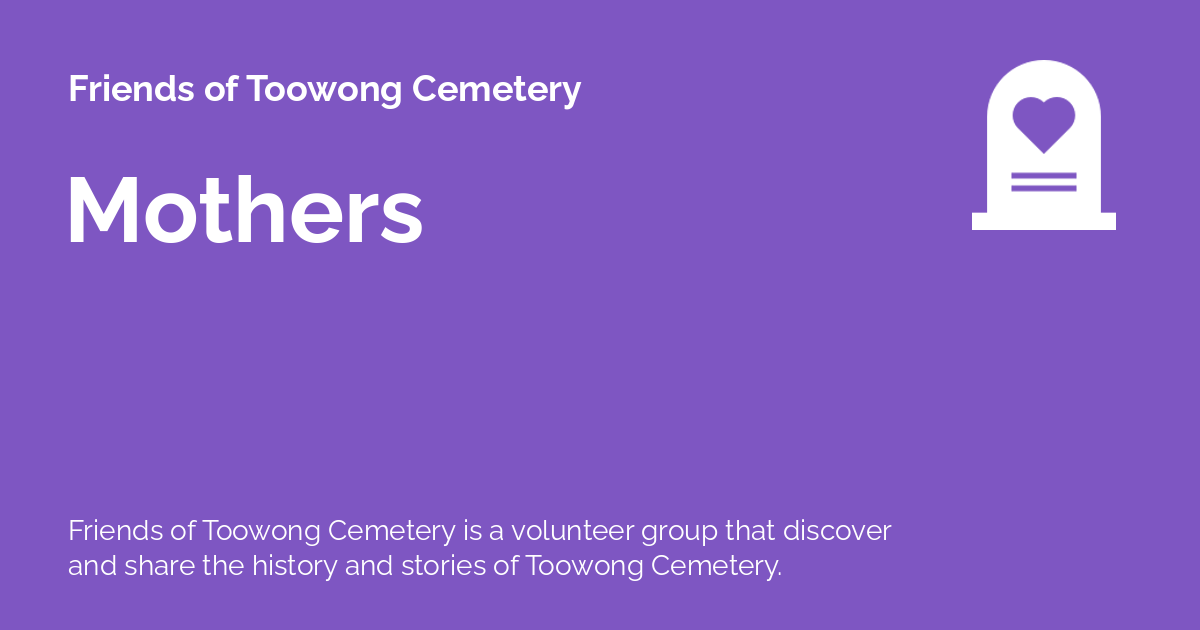 Friends of Toowong Cemetery
Mothers
Friends of Toowong Cemetery is a volunteer group that discover
and share the history and stories of Toowong Cemetery.